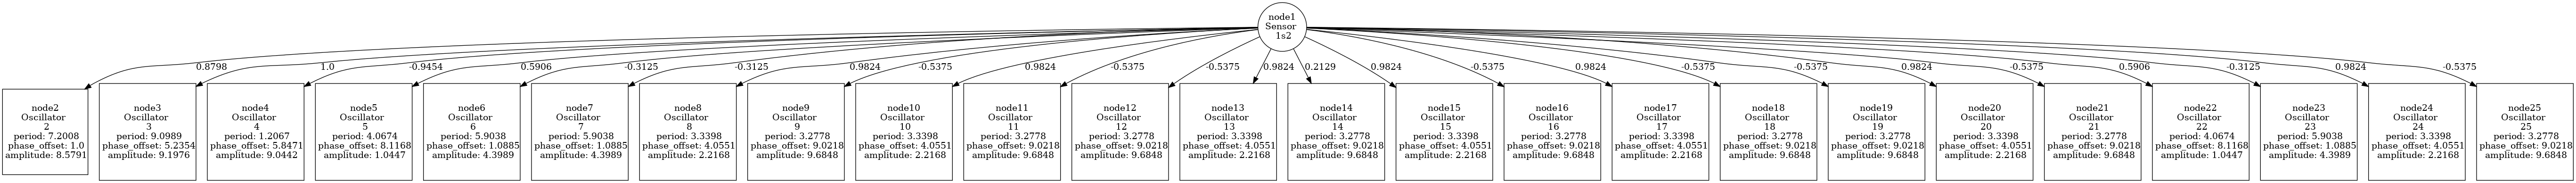 node1
Sensor
1s2
0.8798
1.0
-0.9454
0.5906
-0.3125
-0.3125
0.9824
-0.5375
0.9824
-0.5375
-0.5375
0.9824
0.2129
0.9824
-0.5375
0.9824
-0.5375
-0.5375
0.9824
-0.5375
0.5906
-0.3125
0.9824
-0.5375
node2
Oscillator
2
period: 7.2008
phase_offset: 1.0
amplitude: 8.5791
node3
Oscillator
3
period: 9.0989
phase_offset: 5.2354
amplitude: 9.1976
node4
Oscillator
4
period: 1.2067
phase_offset: 5.8471
amplitude: 9.0442
node5
Oscillator
5
period: 4.0674
phase_offset: 8.1168
amplitude: 1.0447
node6
Oscillator
6
period: 5.9038
phase_offset: 1.0885
amplitude: 4.3989
node7
Oscillator
7
period: 5.9038
phase_offset: 1.0885
amplitude: 4.3989
node8
Oscillator
8
period: 3.3398
phase_offset: 4.0551
amplitude: 2.2168
node9
Oscillator
9
period: 3.2778
phase_offset: 9.0218
amplitude: 9.6848
node10
Oscillator
10
period: 3.3398
phase_offset: 4.0551
amplitude: 2.2168
node11
Oscillator
11
period: 3.2778
phase_offset: 9.0218
amplitude: 9.6848
node12
Oscillator
12
period: 3.2778
phase_offset: 9.0218
amplitude: 9.6848
node13
Oscillator
13
period: 3.3398
phase_offset: 4.0551
amplitude: 2.2168
node14
Oscillator
14
period: 3.2778
phase_offset: 9.0218
amplitude: 9.6848
node15
Oscillator
15
period: 3.3398
phase_offset: 4.0551
amplitude: 2.2168
node16
Oscillator
16
period: 3.2778
phase_offset: 9.0218
amplitude: 9.6848
node17
Oscillator
17
period: 3.3398
phase_offset: 4.0551
amplitude: 2.2168
node18
Oscillator
18
period: 3.2778
phase_offset: 9.0218
amplitude: 9.6848
node19
Oscillator
19
period: 3.2778
phase_offset: 9.0218
amplitude: 9.6848
node20
Oscillator
20
period: 3.3398
phase_offset: 4.0551
amplitude: 2.2168
node21
Oscillator
21
period: 3.2778
phase_offset: 9.0218
amplitude: 9.6848
node22
Oscillator
22
period: 4.0674
phase_offset: 8.1168
amplitude: 1.0447
node23
Oscillator
23
period: 5.9038
phase_offset: 1.0885
amplitude: 4.3989
node24
Oscillator
24
period: 3.3398
phase_offset: 4.0551
amplitude: 2.2168
node25
Oscillator
25
period: 3.2778
phase_offset: 9.0218
amplitude: 9.6848